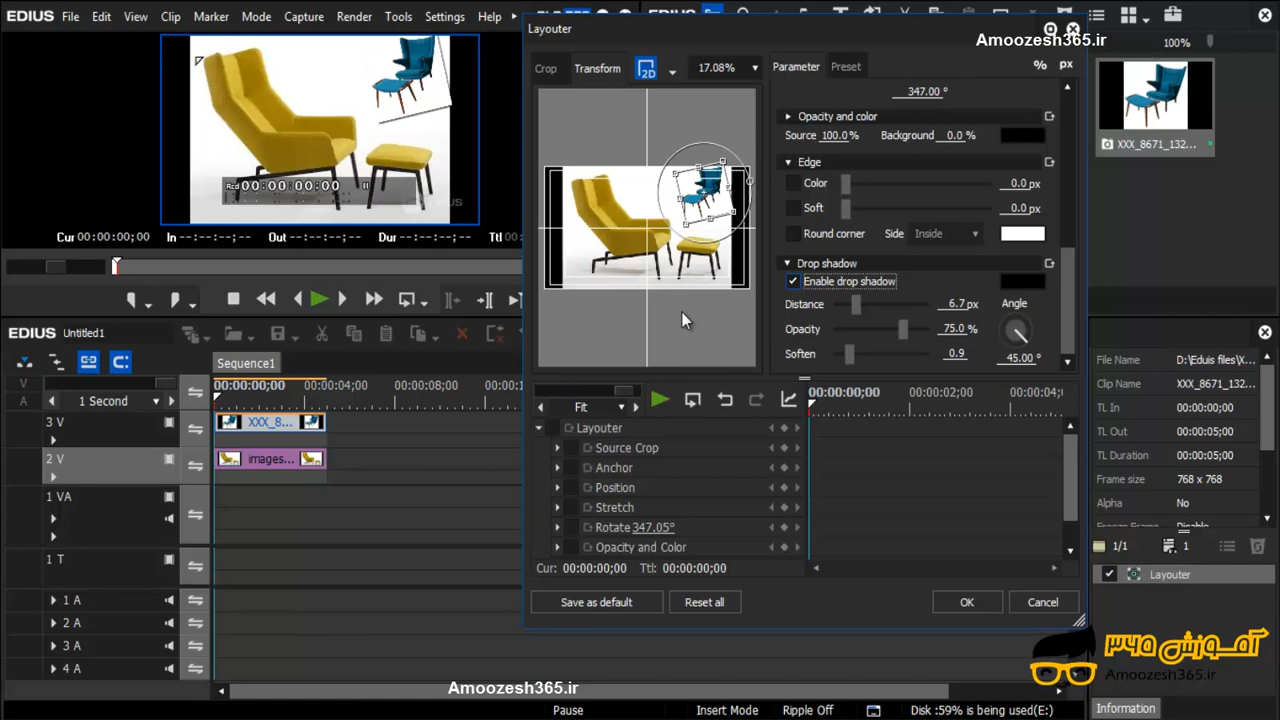 EDIUS File Edit View Clip Marker Mode Capture Render Tools Settings Help
Rcd 00:00:00:00 II
Cur 00:00:00;00 In --:--:--;-- Out --:--:--;-- Dur --:--:--;-- Ttl
EDIUS Untitled1
Sequence1
V
A
1 Second
00:00:00;00 00:00:04;00 00:00:08;00
3 V
XXX_8...
2 V
images...
1 VA
1 T
1 A
2 A
3 A
4 A
Layouter
Crop Transform 2D 17.08% Parameter Preset % px
347.00 °
Opacity and color
Source 100.0% Background 0.0 %
Edge
Color 0.0 px
Soft 0.0 px
Round corner Side Inside
Drop shadow
Enable drop shadow
Distance 6.7 px Angle
Opacity 75.0 %
Soften 0.9 45.00 °
Fit
00:00:00;00 00:00:02;00 00:00:04;
Layouter
Source Crop
Anchor
Position
Stretch
Rotate 347.05°
Opacity and Color
Cur: 00:00:00;00 Ttl: 00:00:00;00
Save as default Reset all OK Cancel
Amoozesh365.ir
100%
XXX_8671_132...
File Name D:\Eduis files\X...
Clip Name XXX_8671_132...
TL In 00:00:00;00
TL Out 00:00:05;00
TL Duration 00:00:05;00
Frame size 768 x 768
Alpha No
1/1 1
Layouter
آموزش ۳۶۵
Amoozesh365.ir
Information
Amoozesh365.ir
Pause Insert Mode Ripple Off Disk :59% is being used(E:)